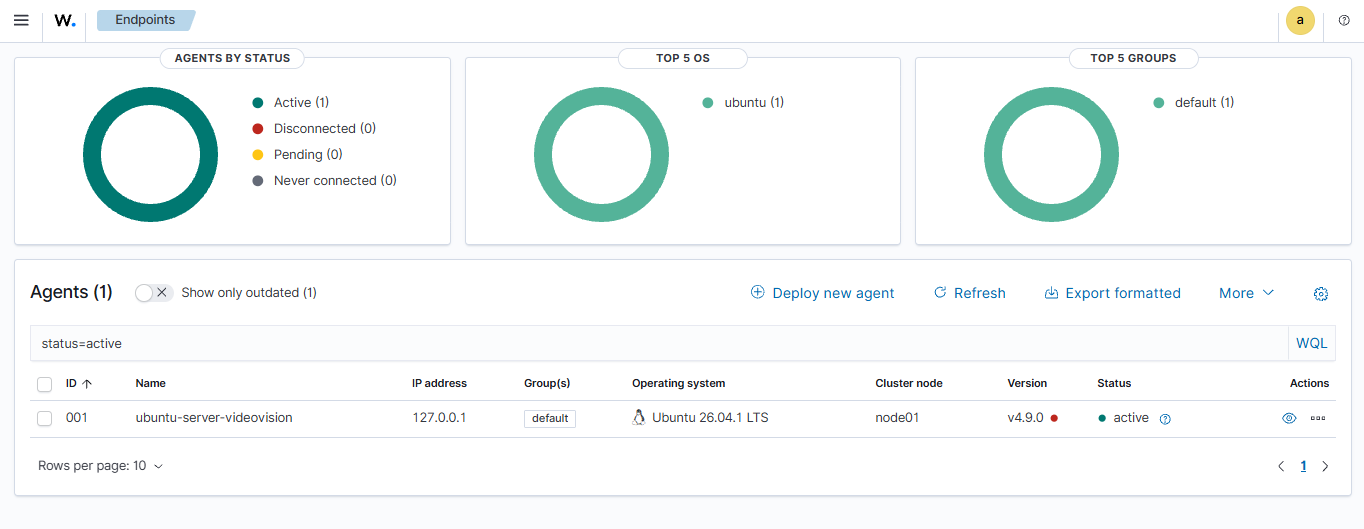 W. Endpoints a
AGENTS BY STATUS
Active (1)
Disconnected (0)
Pending (0)
Never connected (0)
TOP 5 OS
ubuntu (1)
TOP 5 GROUPS
default (1)
Agents (1) Show only outdated (1) Deploy new agent Refresh Export formatted More
status=active WQL
ID Name IP address Group(s) Operating system Cluster node Version Status Actions
001 ubuntu-server-videovision 127.0.0.1 default Ubuntu 26.04.1 LTS node01 v4.9.0 active
Rows per page: 10 1